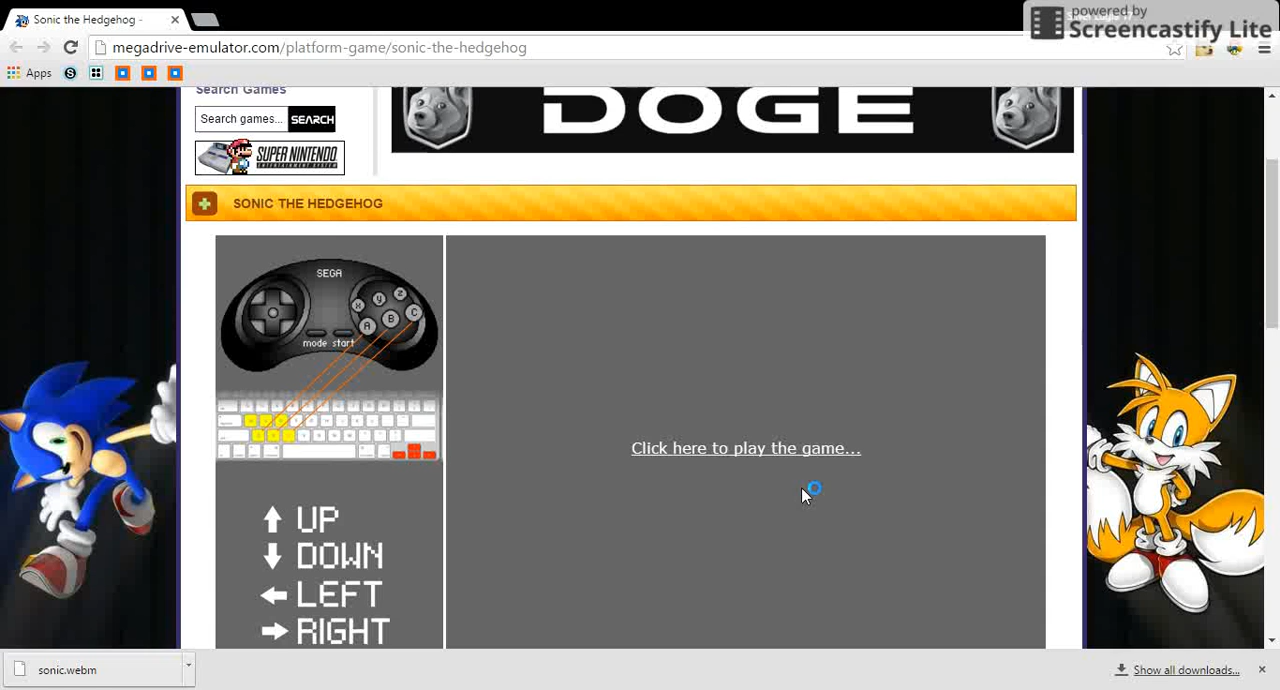 Sonic the Hedgehog -
powered by
Screencastify Lite
megadrive-emulator.com/platform-game/sonic-the-hedgehog
Apps
Search Games
Search games...
SEARCH
SUPER NINTENDO
ENTERTAINMENT SYSTEM
DOGE
SONIC THE HEDGEHOG
SEGA
X Y Z
A B C
mode start
Click here to play the game...
UP
DOWN
LEFT
RIGHT
sonic.webm
Show all downloads...